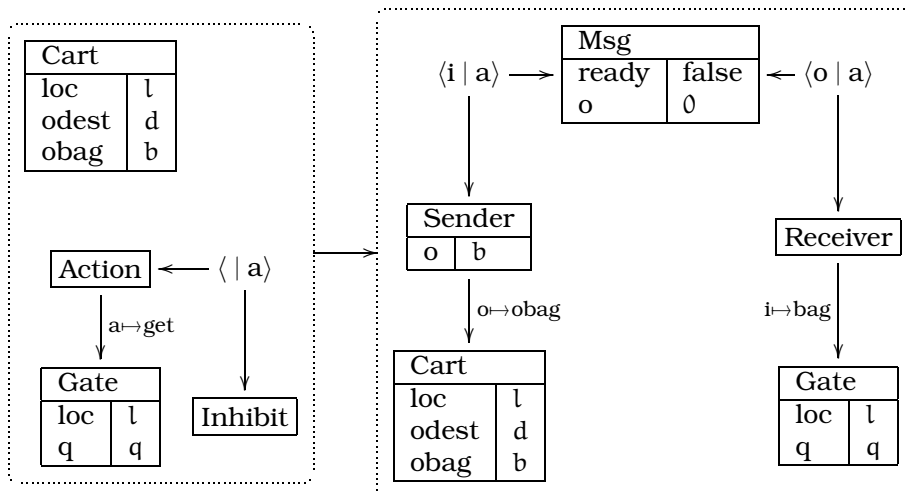 Cart
loc l
odest d
obag b
Action
⟨ | a⟩
a↦get
Gate
loc l
q q
Inhibit
⟨i | a⟩
Msg
ready false
o 0
⟨o | a⟩
Sender
o b
Receiver
o↦obag
i↦bag
Cart
loc l
odest d
obag b
Gate
loc l
q q